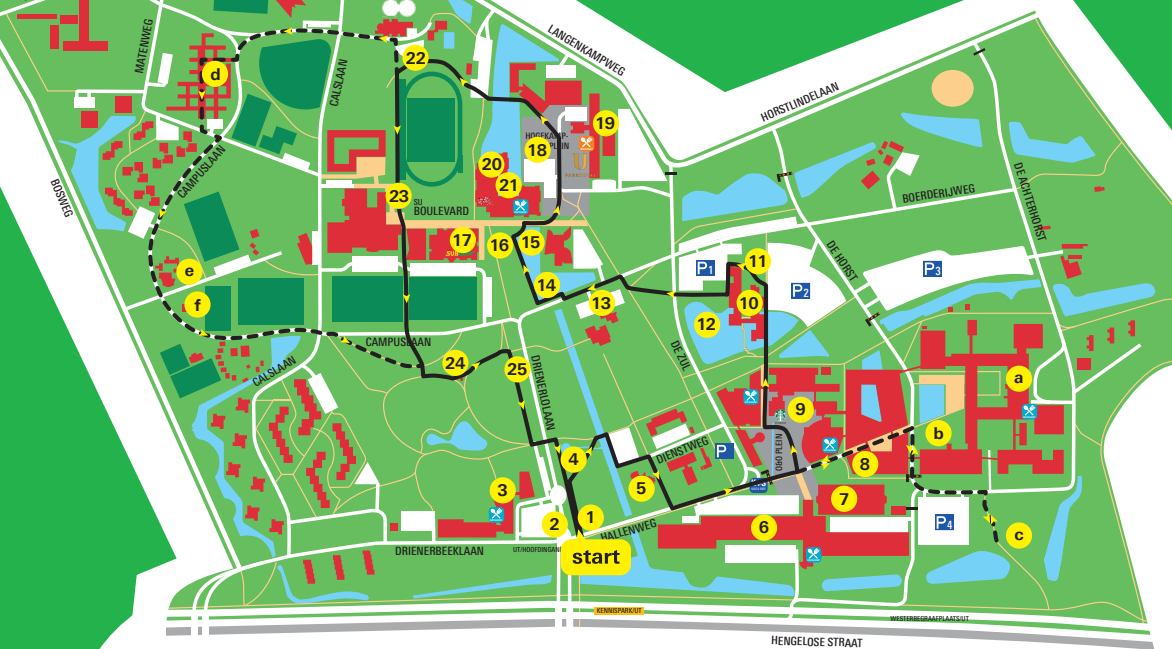 MATENWEG
CALSLAAN
LANGENKAMPWEG
HORSTLINDELAAN
DE ACHTERHORST
BOERDERIJWEG
DE HORST
BOSWEG
CAMPUSLAAN
d
22
19
HOGEKAMP-
PLEIN
18
U
20
21
23
SU
BOULEVARD
17
16
15
14
13
P1
11
P2
P3
10
12
e
f
CAMPUSLAAN
CALSLAAN
24
25
DRIENERLOLAAN
DE ZUL
a
9
b
O&O PLEIN
8
7
4
DIENSTWEG
P
5
3
2
1
6
HALLENWEG
P4
c
start
DRIENERBEEKLAAN
KENNISPARK/UT
WESTERBEGRAAFPLAATS/UT
HENGELOSE STRAAT